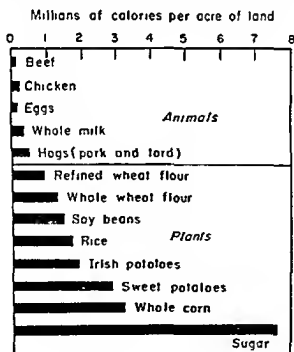 Millions of calories per acre of land
0 1 2 3 4 5 6 7 8
Beef
Chicken
Eggs
Animals
Whole milk
Hogs (pork and lard)
Refined wheat flour
Whole wheat flour
Soy beans
Rice
Plants
Irish potatoes
Sweet potatoes
Whole corn
Sugar